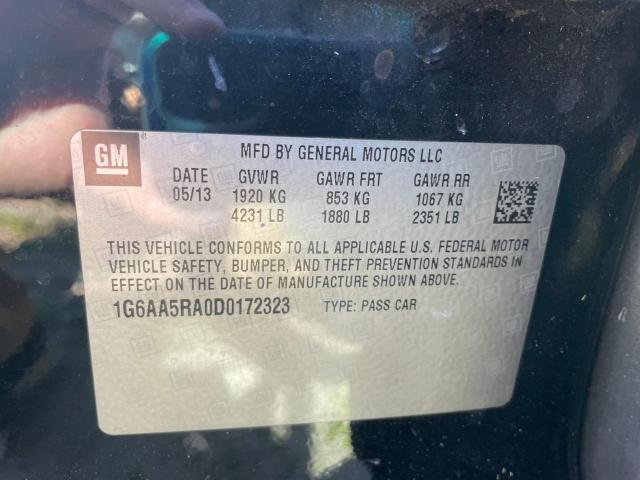 GM MFD BY GENERAL MOTORS LLC
DATE GVWR GAWR FRT GAWR RR
05/13 1920 KG 853 KG 1067 KG
4231 LB 1880 LB 2351 LB
THIS VEHICLE CONFORMS TO ALL APPLICABLE U.S. FEDERAL MOTOR
VEHICLE SAFETY, BUMPER, AND THEFT PREVENTION STANDARDS IN
EFFECT ON THE DATE OF MANUFACTURE SHOWN ABOVE.
1G6AA5RA0D0172323 TYPE: PASS CAR